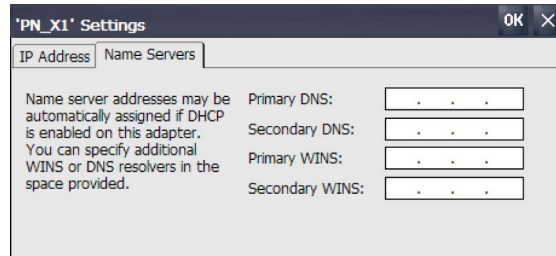 'PN_X1' Settings
OK ×
IP Address
Name Servers
Name server addresses may be
automatically assigned if DHCP
is enabled on this adapter.
You can specify additional
WINS or DNS resolvers in the
space provided.
Primary DNS: . . .
Secondary DNS: . . .
Primary WINS: . . .
Secondary WINS: . . .